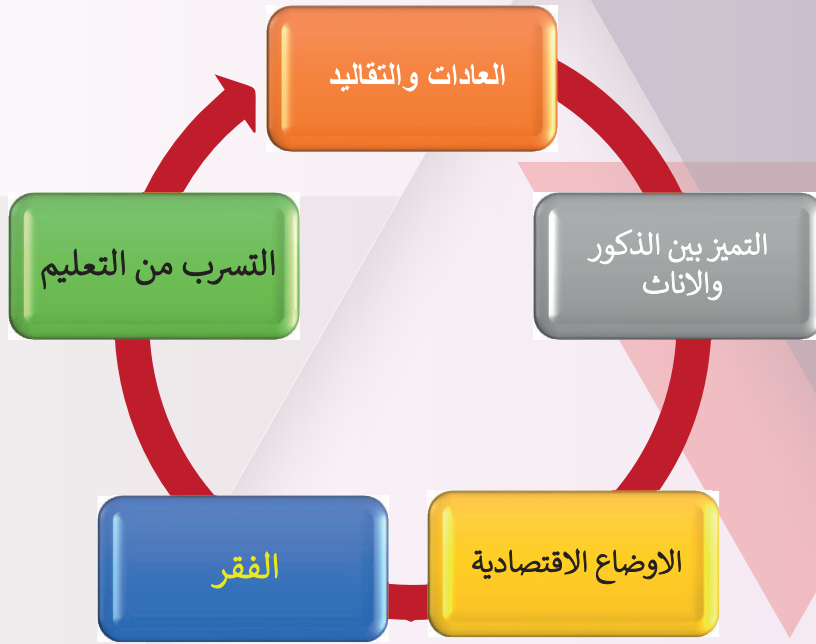 العادات والتقاليد
التميز بين الذكور
والاناث
الاوضاع الاقتصادية
الفقر
التسرب من التعليم